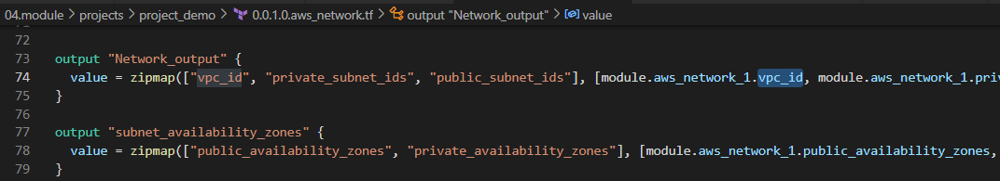 04.module > projects > project_demo > 0.0.1.0.aws_network.tf > output "Network_output" > value
72
73 output "Network_output" {
74 value = zipmap(["vpc_id", "private_subnet_ids", "public_subnet_ids"], [module.aws_network_1.vpc_id, module.aws_network_1.pri
75 }
76
77 output "subnet_availability_zones" {
78 value = zipmap(["public_availability_zones", "private_availability_zones"], [module.aws_network_1.public_availability_zones,
79 }